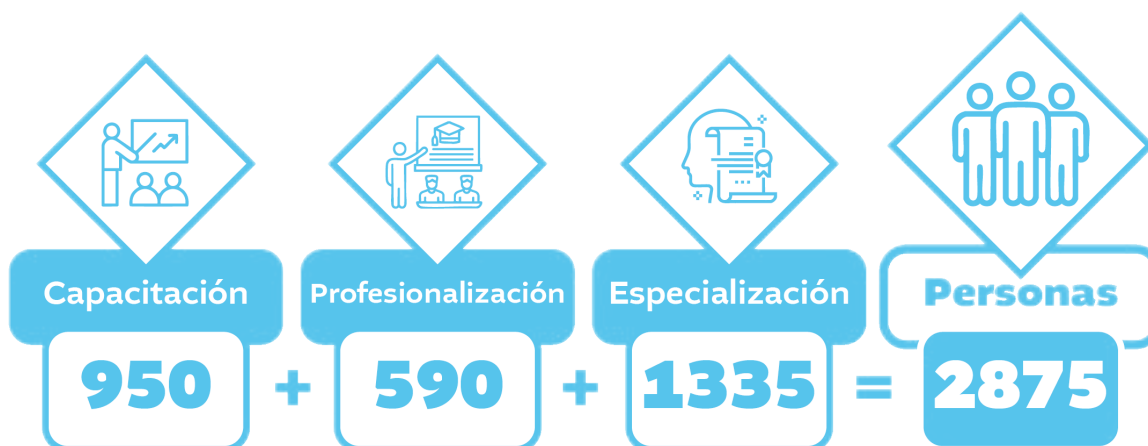 Capacitación Profesionalización Especialización Personas
950 + 590 + 1335 = 2875